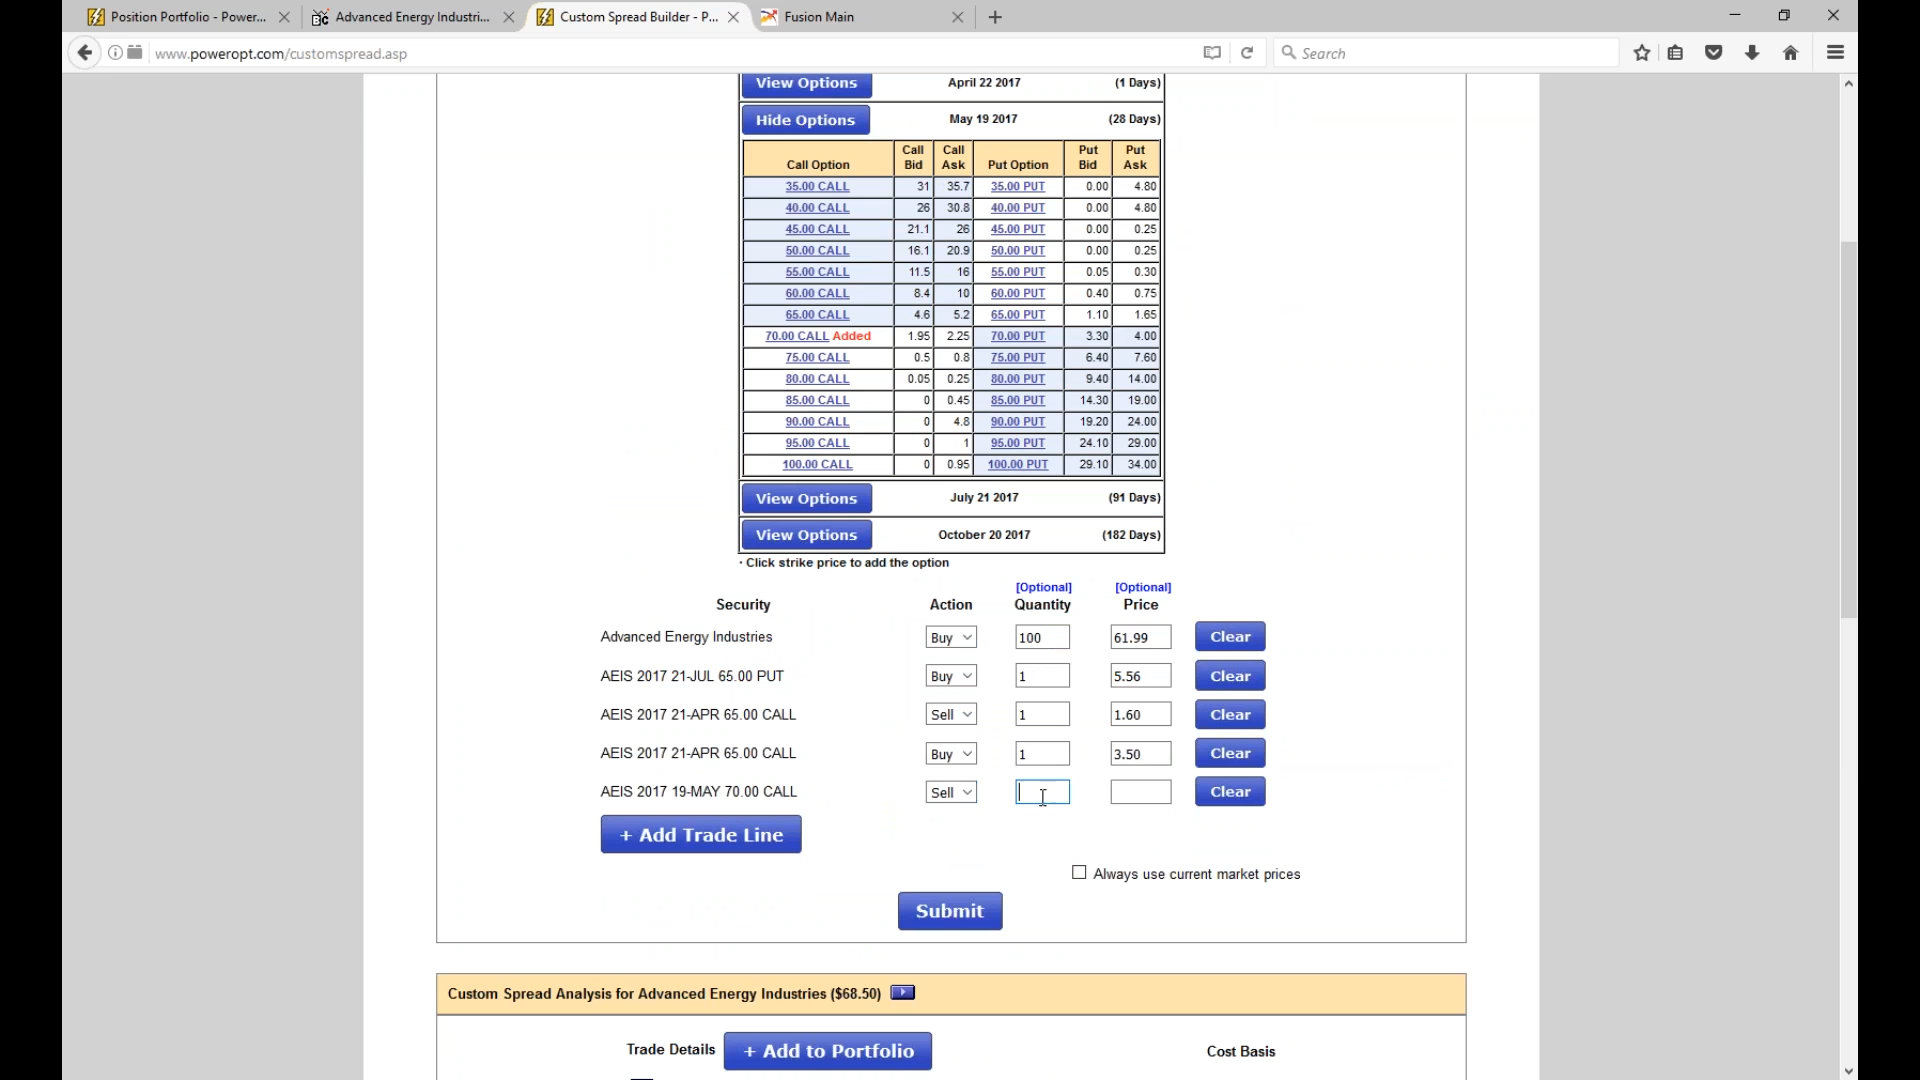 Position Portfolio - Power...
Advanced Energy Industri...
Custom Spread Builder - P...
Fusion Main
www.poweropt.com/customspread.asp
Search
View Options April 22 2017 (1 Days)
Hide Options May 19 2017 (28 Days)
Call Option Call Bid Call Ask Put Option Put Bid Put Ask
35.00 CALL 31 35.7 35.00 PUT 0.00 4.80
40.00 CALL 26 30.8 40.00 PUT 0.00 4.80
45.00 CALL 21.1 26 45.00 PUT 0.00 0.25
50.00 CALL 16.1 20.9 50.00 PUT 0.00 0.25
55.00 CALL 11.5 16 55.00 PUT 0.05 0.30
60.00 CALL 8.4 10 60.00 PUT 0.40 0.75
65.00 CALL 4.6 5.2 65.00 PUT 1.10 1.65
70.00 CALL Added 1.95 2.25 70.00 PUT 3.30 4.00
75.00 CALL 0.5 0.8 75.00 PUT 6.40 7.60
80.00 CALL 0.05 0.25 80.00 PUT 9.40 14.00
85.00 CALL 0 0.45 85.00 PUT 14.30 19.00
90.00 CALL 0 4.8 90.00 PUT 19.20 24.00
95.00 CALL 0 1 95.00 PUT 24.10 29.00
100.00 CALL 0 0.95 100.00 PUT 29.10 34.00
View Options July 21 2017 (91 Days)
View Options October 20 2017 (182 Days)
· Click strike price to add the option
[Optional] [Optional]
Security Action Quantity Price
Advanced Energy Industries Buy 100 61.99 Clear
AEIS 2017 21-JUL 65.00 PUT Buy 1 5.56 Clear
AEIS 2017 21-APR 65.00 CALL Sell 1 1.60 Clear
AEIS 2017 21-APR 65.00 CALL Buy 1 3.50 Clear
AEIS 2017 19-MAY 70.00 CALL Sell Clear
+ Add Trade Line
Always use current market prices
Submit
Custom Spread Analysis for Advanced Energy Industries ($68.50)
Trade Details + Add to Portfolio Cost Basis